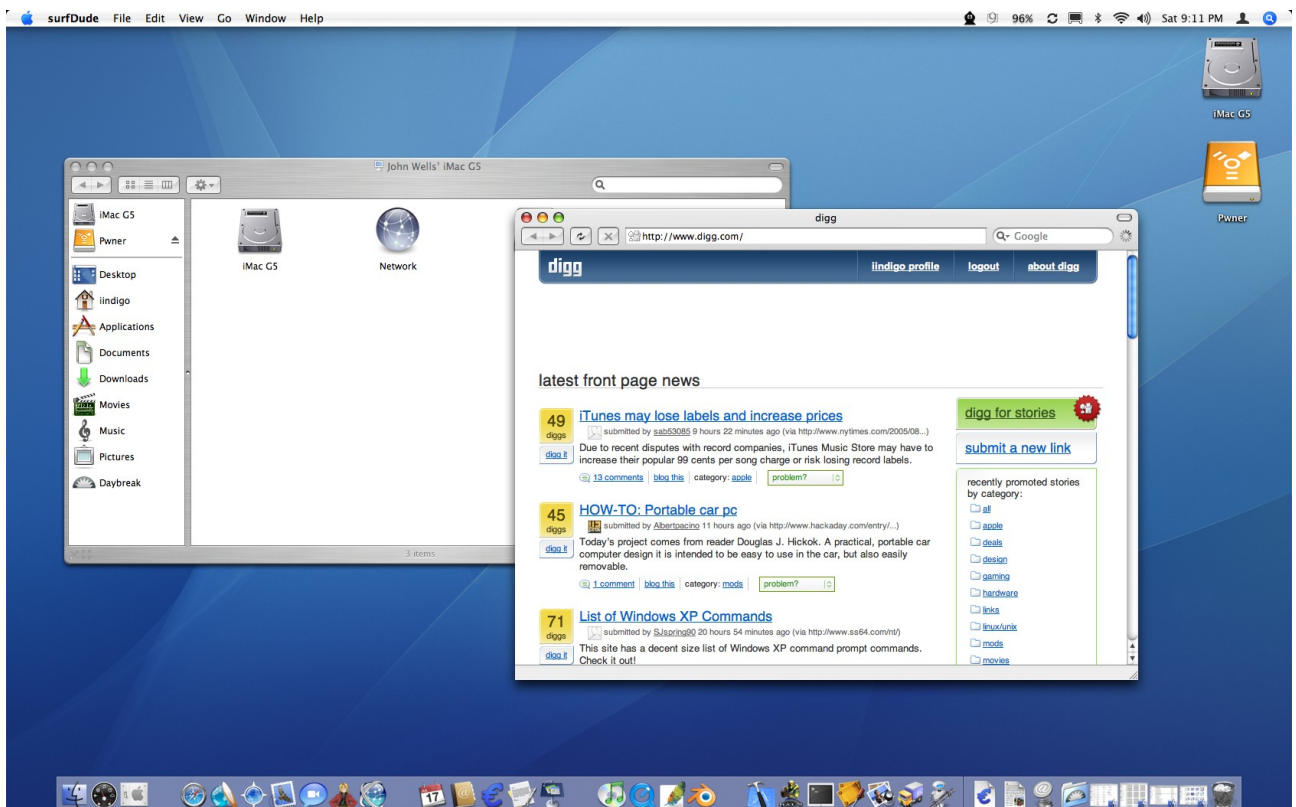 surfDude File Edit View Go Window Help
96% Sat 9:11 PM
iMac G5
Pwner
John Wells' iMac G5
iMac G5
Pwner
Desktop
iindigo
Applications
Documents
Downloads
Movies
Music
Pictures
Daybreak
iMac G5
Network
3 items
digg
http://www.digg.com/
Google
digg
iindigo profile
logout
about digg
latest front page news
49
diggs
digg it
iTunes may lose labels and increase prices
submitted by sab53085 9 hours 22 minutes ago (via http://www.nytimes.com/2005/08...)
Due to recent disputes with record companies, iTunes Music Store may have to
increase their popular 99 cents per song charge or risk losing record labels.
13 comments blog this category: apple problem?
45
diggs
digg it
HOW-TO: Portable car pc
submitted by Albertpacino 11 hours ago (via http://www.hackaday.com/entry/...)
Today's project comes from reader Douglas J. Hickok. A practical, portable car
computer design it is intended to be easy to use in the car, but also easily
removable.
1 comment blog this category: mods problem?
71
diggs
digg it
List of Windows XP Commands
submitted by SJspring90 20 hours 54 minutes ago (via http://www.ss64.com/nt/)
This site has a decent size list of Windows XP command prompt commands.
Check it out!
digg for stories
submit a new link
recently promoted stories
by category:
all
apple
deals
design
gaming
hardware
links
linux/unix
mods
movies
17